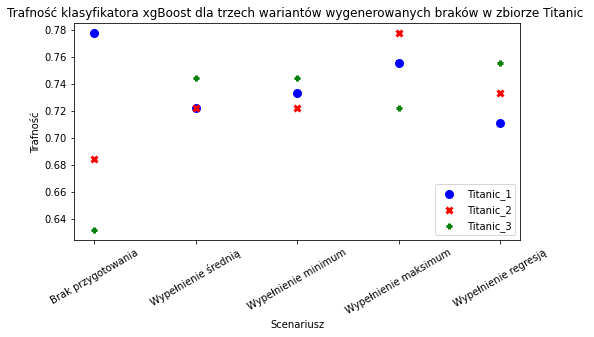 Trafność klasyfikatora xgBoost dla trzech wariantów wygenerowanych braków w zbiorze Titanic
Trafność
0.78
0.76
0.74
0.72
0.70
0.68
0.66
0.64
Titanic_1
Titanic_2
Titanic_3
Brak przygotowania
Wypełnienie średnią
Wypełnienie minimum
Wypełnienie maksimum
Wypełnienie regresją
Scenariusz